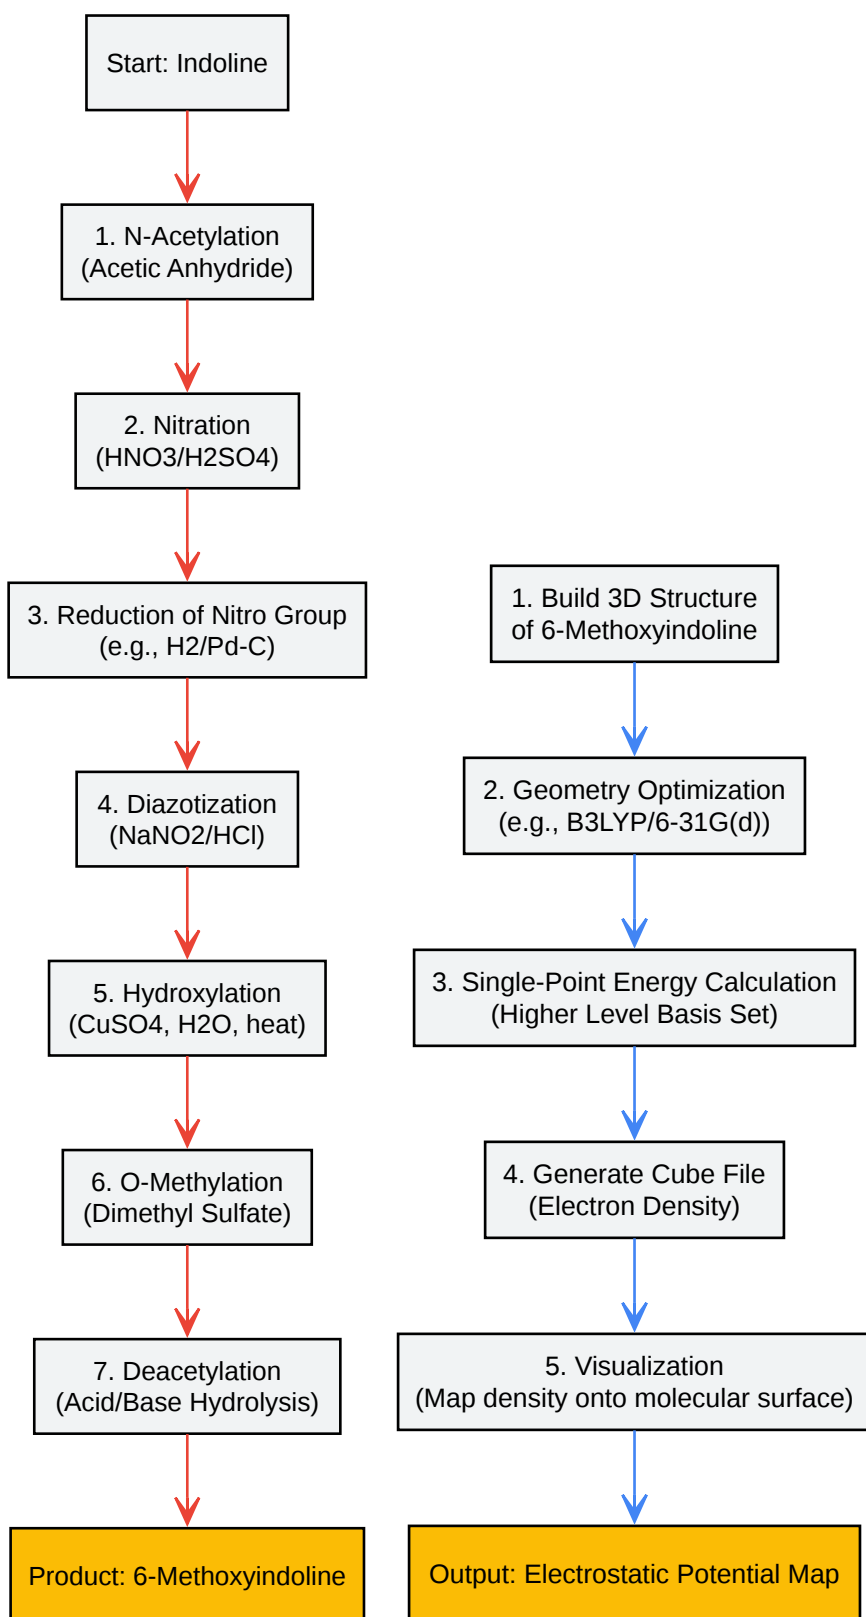 Start: Indoline
1. N-Acetylation
(Acetic Anhydride)
2. Nitration
(HNO3/H2SO4)
3. Reduction of Nitro Group
(e.g., H2/Pd-C)
4. Diazotization
(NaNO2/HCl)
5. Hydroxylation
(CuSO4, H2O, heat)
6. O-Methylation
(Dimethyl Sulfate)
7. Deacetylation
(Acid/Base Hydrolysis)
Product: 6-Methoxyindoline
1. Build 3D Structure
of 6-Methoxyindoline
2. Geometry Optimization
(e.g., B3LYP/6-31G(d))
3. Single-Point Energy Calculation
(Higher Level Basis Set)
4. Generate Cube File
(Electron Density)
5. Visualization
(Map density onto molecular surface)
Output: Electrostatic Potential Map